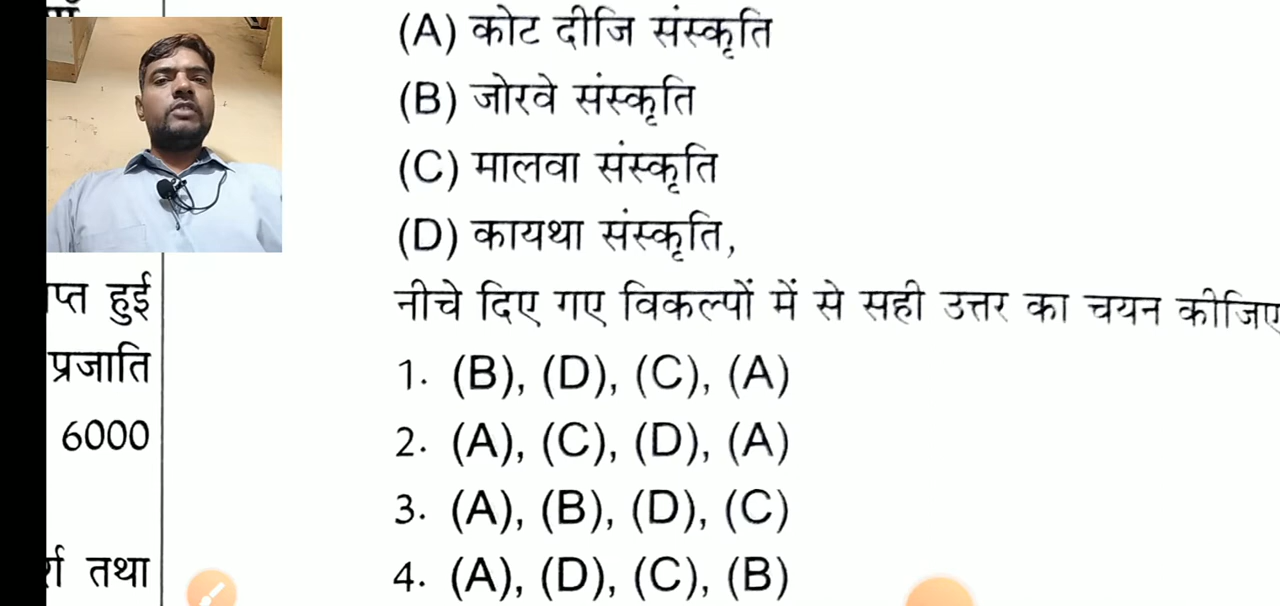 (A) कोट दीजि संस्कृति
(B) जोरवे संस्कृति
(C) मालवा संस्कृति
(D) कायथा संस्कृति,
नीचे दिए गए विकल्पों में से सही उत्तर का चयन कीजिए
1. (B), (D), (C), (A)
2. (A), (C), (D), (A)
3. (A), (B), (D), (C)
4. (A), (D), (C), (B)
हुई
प्रजाति
6000
तथा